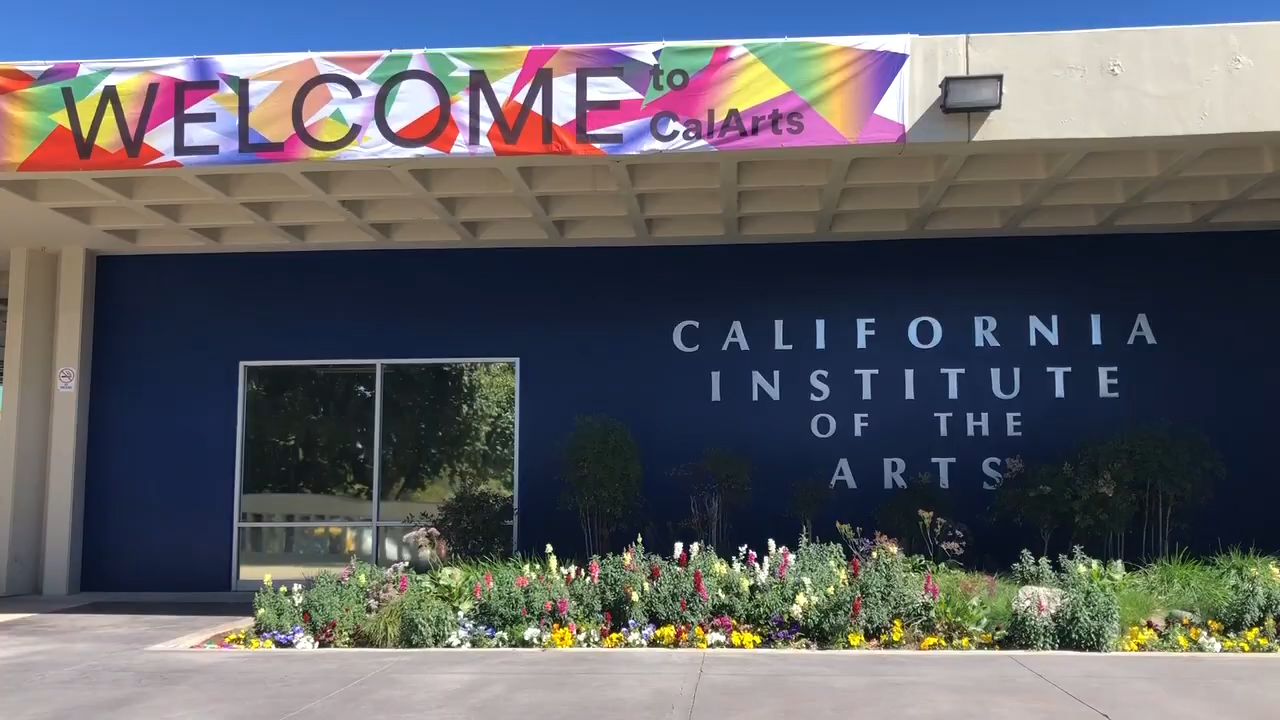 WELCOME to
CalArts
CALIFORNIA
INSTITUTE
OF THE
ARTS